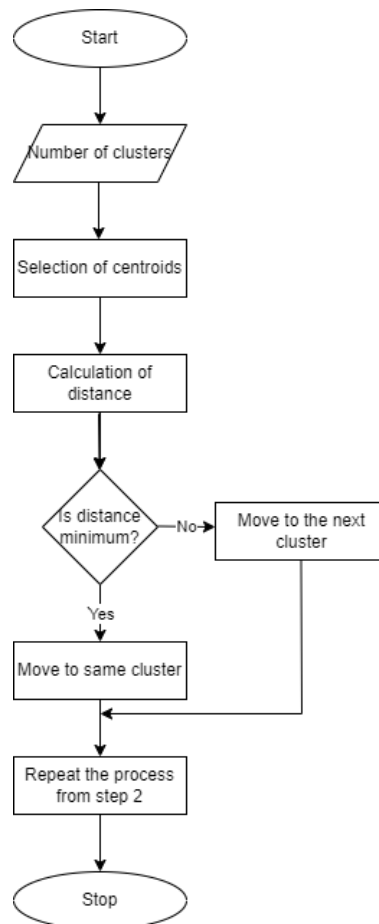 Start
Number of clusters
Selection of centroids
Calculation of
distance
Is distance
minimum?
No
Move to the next
cluster
Yes
Move to same cluster
Repeat the process
from step 2
Stop